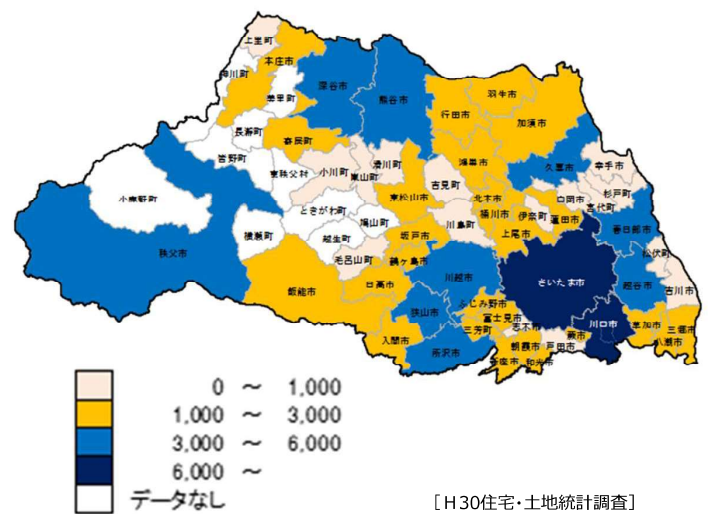 上里町
本庄市
神川町
美里町
深谷市
熊谷市
行田市
羽生市
加須市
長瀞町
寄居町
皆野町
東秩父村
小川町
嵐山町
滑川町
鴻巣市
久喜市
幸手市
小鹿野町
ときがわ町
東松山市
吉見町
北本市
桶川市
伊奈町
白岡市
杉戸町
宮代町
蓮田市
横瀬町
鳩山町
越生町
坂戸市
川島町
上尾市
春日部市
秩父市
毛呂山町
鶴ヶ島市
川越市
さいたま市
松伏町
飯能市
日高市
越谷市
吉川市
狭山市
ふじみ野市
富士見市
三芳町
志木市
川口市
草加市
三郷市
入間市
所沢市
朝霞市
戸田市
蕨市
八潮市
新座市
和光市
0 ～ 1,000
1,000 ～ 3,000
3,000 ～ 6,000
6,000 ～
データなし
［H30住宅・土地統計調査］